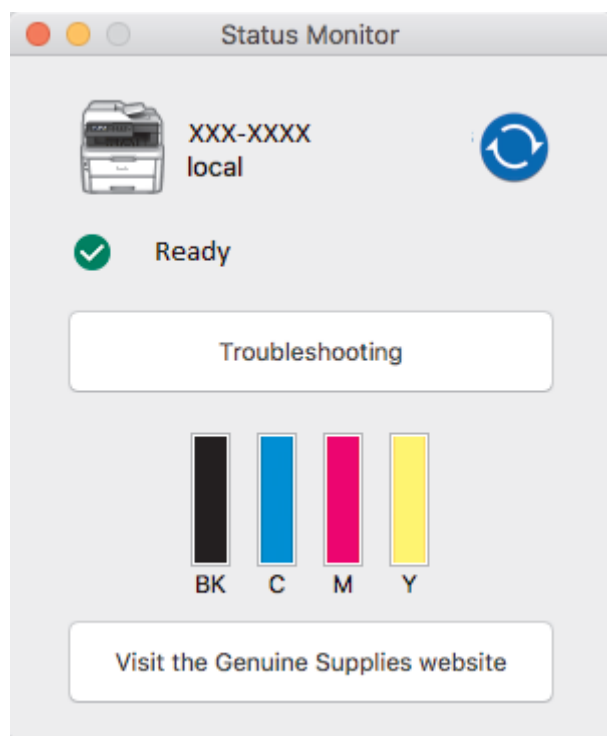 Status Monitor
XXX-XXXX
local
Ready
Troubleshooting
BK C M Y
Visit the Genuine Supplies website